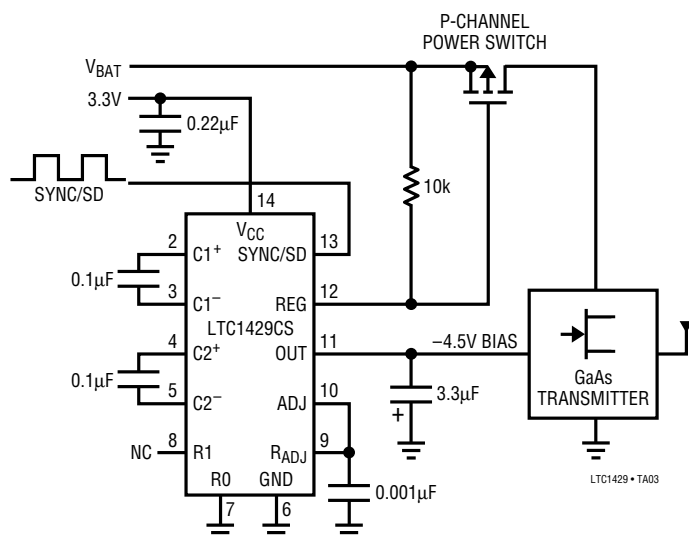 P-CHANNEL
POWER SWITCH
VBAT
3.3V
0.22µF
SYNC/SD
10k
14
VCC
2
C1+
SYNC/SD
13
0.1µF
3
C1–
REG
12
LTC1429CS
4
C2+
OUT
11
–4.5V BIAS
0.1µF
5
C2–
ADJ
10
3.3µF
+
GaAs
TRANSMITTER
NC
8
R1
RADJ
9
R0
GND
0.001µF
7
6
LTC1429 • TA03